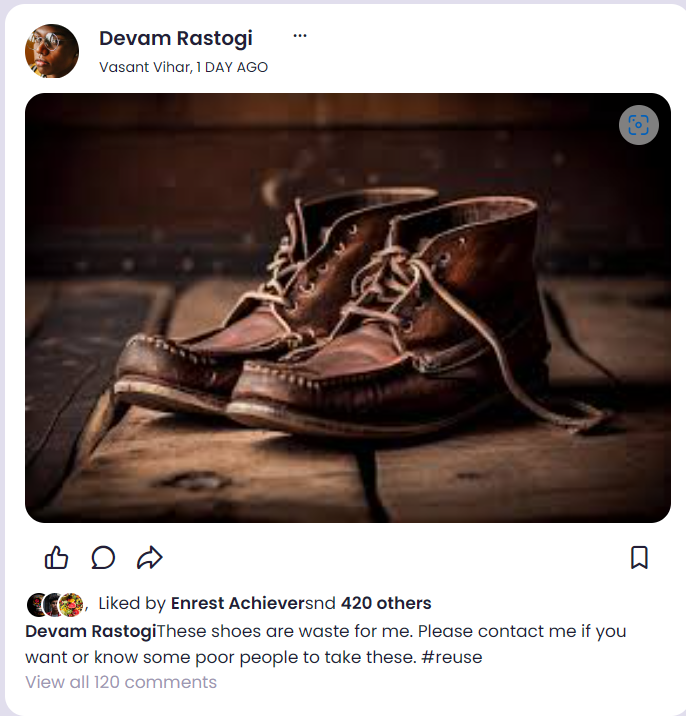 Devam Rastogi ...
Vasant Vihar, 1 DAY AGO
, Liked by Enrest Achieversnd 420 others
Devam RastogiThese shoes are waste for me. Please contact me if you
want or know some poor people to take these. #reuse
View all 120 comments